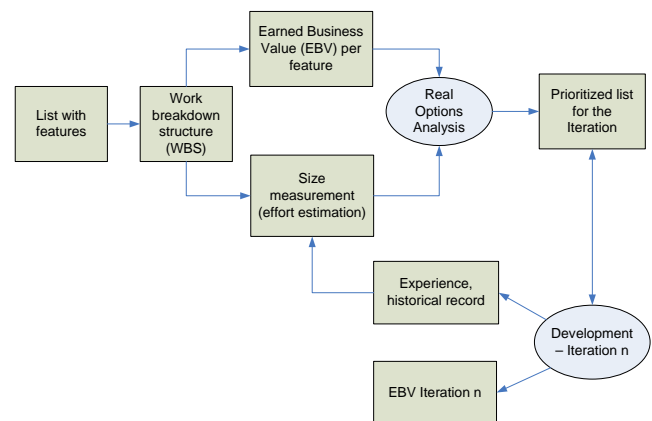 Earned Business
Value (EBV) per
feature
List with
features
Work
breakdown
structure
(WBS)
Real
Options
Analysis
Prioritized list
for the
Iteration
Size
measurement
(effort estimation)
Experience,
historical record
Development
– Iteration n
EBV Iteration n